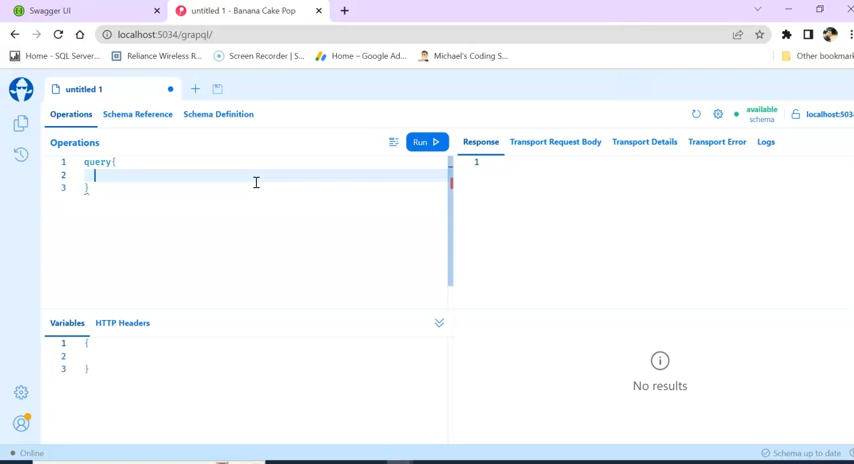 Swagger UI
untitled 1 - Banana Cake Pop
localhost:5034/grapql/
Home - SQL Server...
Reliance Wireless R...
Screen Recorder | S...
Home – Google Ad...
Michael's Coding S...
Other bookmark
untitled 1
Operations
Schema Reference
Schema Definition
available
schema
localhost:503
Operations
Run
Response
Transport Request Body
Transport Details
Transport Error
Logs
1 query{
2
3 }
1
Variables
HTTP Headers
1 {
2
3 }
No results
Online
Schema up to date